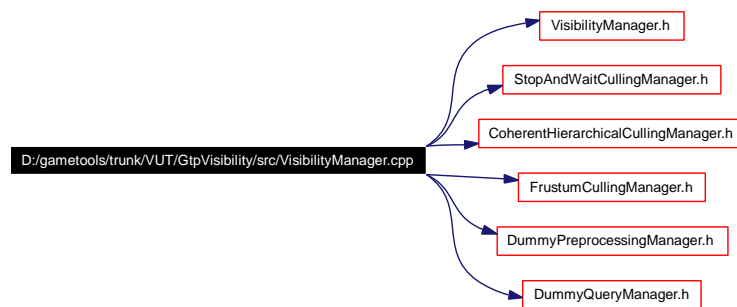 VisibilityManager.h
StopAndWaitCullingManager.h
CoherentHierarchicalCullingManager.h
D:/gametools/trunk/VUT/GtpVisibility/src/VisibilityManager.cpp
FrustumCullingManager.h
DummyPreprocessingManager.h
DummyQueryManager.h